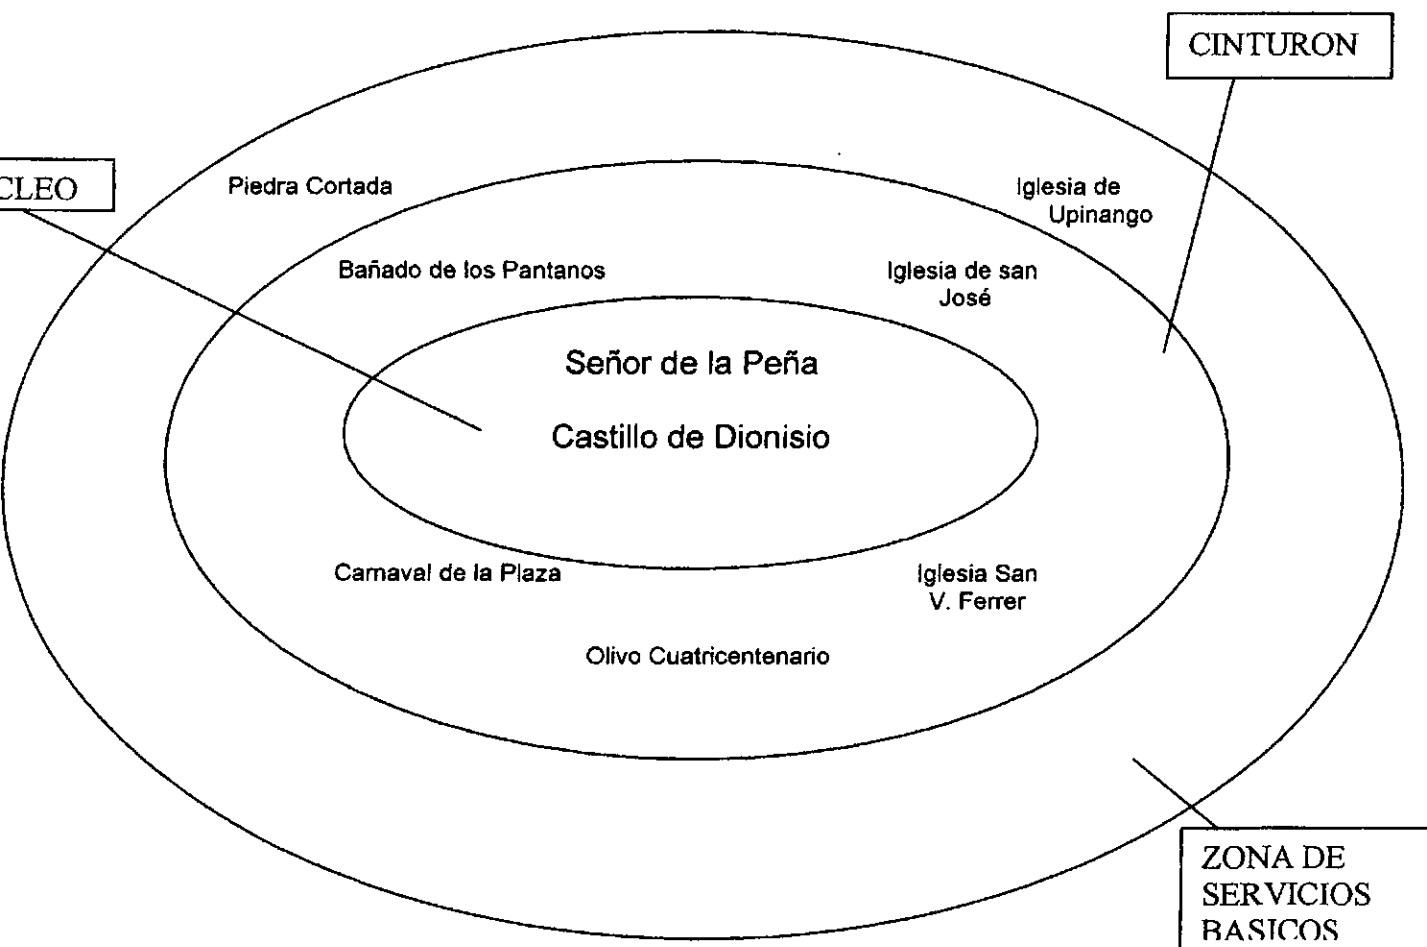 CINTURON
CLEO
Piedra Cortada
Iglesia de
Upinango
Bañado de los Pantanos
Iglesia de san
José
Señor de la Peña
Castillo de Dionisio
Carnaval de la Plaza
Iglesia San
V. Ferrer
Olivo Cuatricentenario
ZONA DE
SERVICIOS
BASICOS